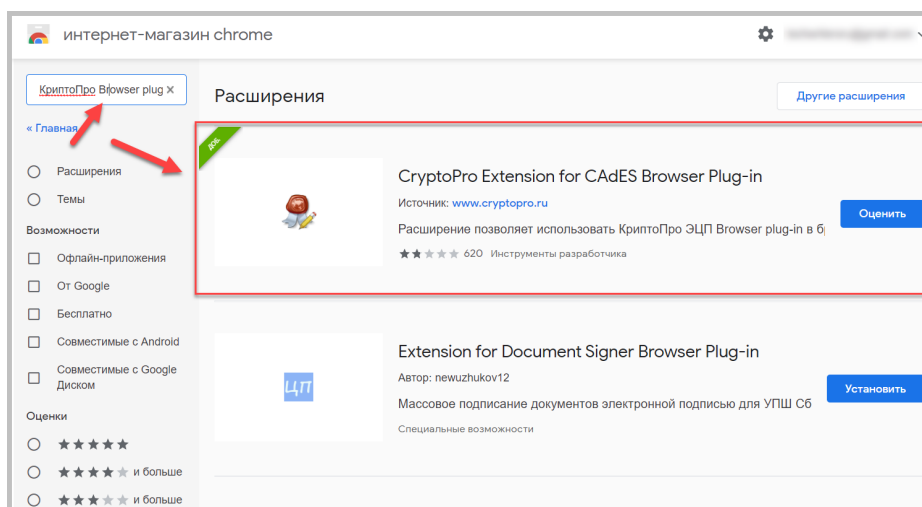 интернет-магазин chrome
КриптоПро Browser plug ×
« Главная
Расширения
Темы
Возможности
Офлайн-приложения
От Google
Бесплатно
Совместимые с Android
Совместимые с Google
Диском
Оценки
и больше
и больше
Расширения
Другие расширения
ДОБ.
CryptoPro Extension for CAdES Browser Plug-in
Источник: www.cryptopro.ru
Расширение позволяет использовать КриптоПро ЭЦП Browser plug-in в б
620 Инструменты разработчика
Оценить
ЦП
Extension for Document Signer Browser Plug-in
Автор: newuzhukov12
Массовое подписание документов электронной подписью для УПШ Сб
Специальные возможности
Установить